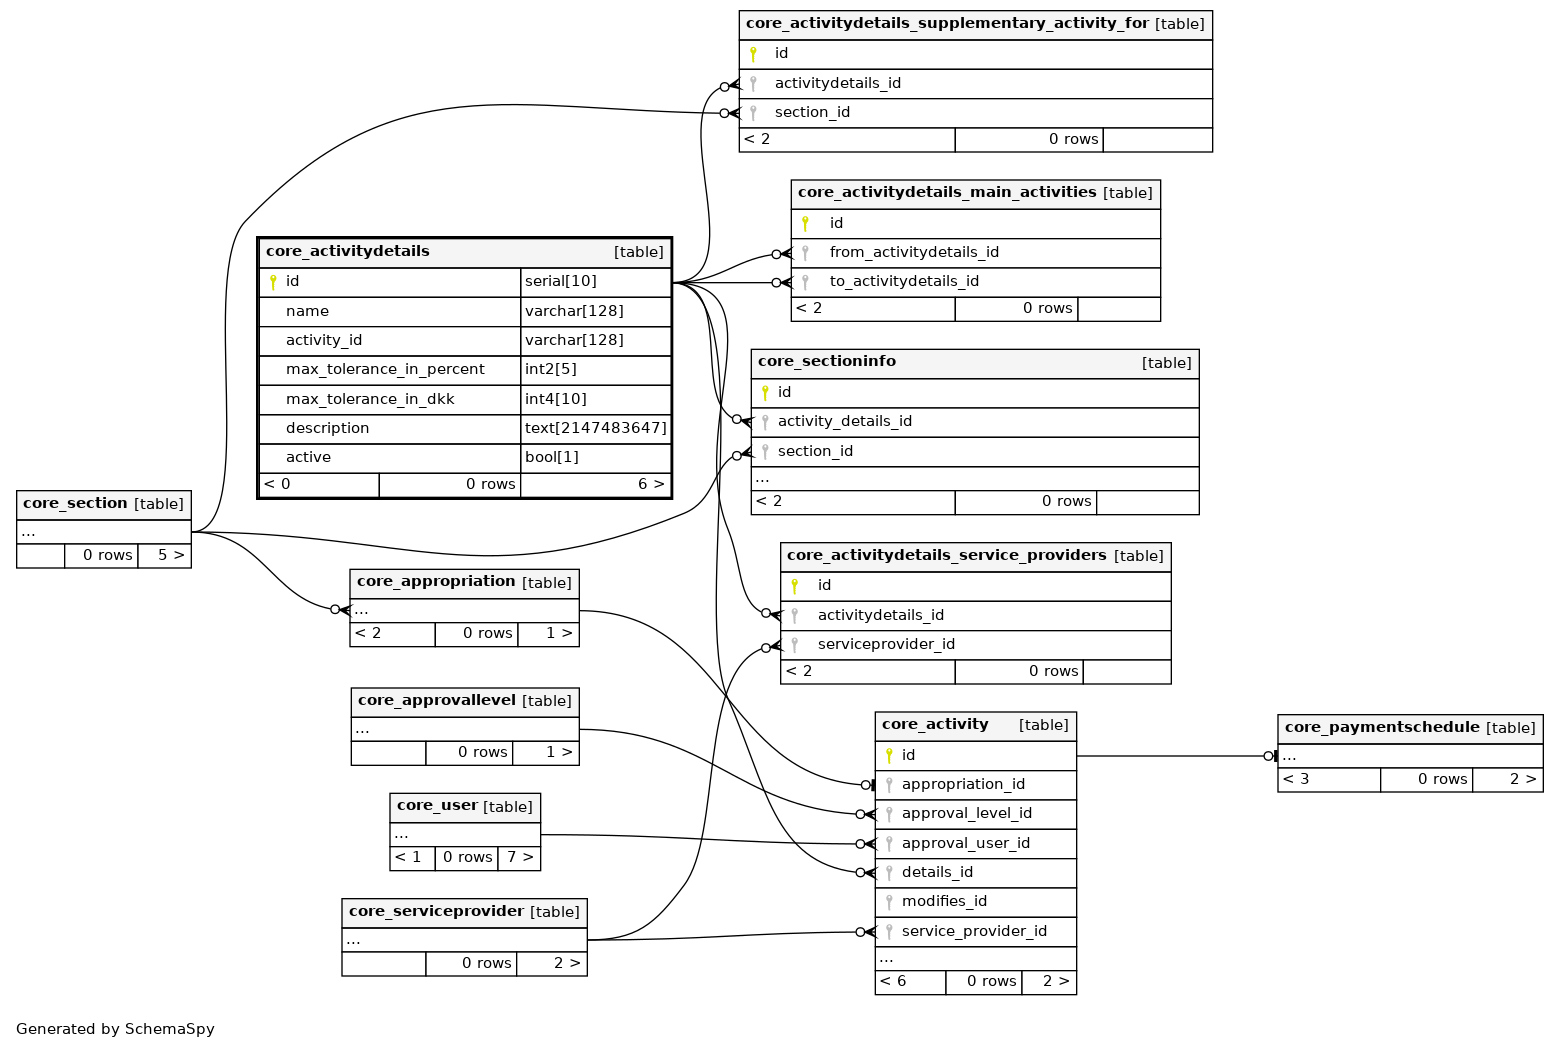 core_activitydetails_supplementary_activity_for [table]
id
activitydetails_id
section_id
< 2 0 rows
core_activitydetails_main_activities [table]
id
from_activitydetails_id
to_activitydetails_id
< 2 0 rows
core_activitydetails [table]
id serial[10]
name varchar[128]
activity_id varchar[128]
max_tolerance_in_percent int2[5]
max_tolerance_in_dkk int4[10]
description text[2147483647]
active bool[1]
< 0 0 rows 6 >
core_sectioninfo [table]
id
activity_details_id
section_id
...
< 2 0 rows
core_section [table]
...
0 rows 5 >
core_activitydetails_service_providers [table]
id
activitydetails_id
serviceprovider_id
< 2 0 rows
core_appropriation [table]
...
< 2 0 rows 1 >
core_approvallevel [table]
...
0 rows 1 >
core_user [table]
...
< 1 0 rows 7 >
core_serviceprovider [table]
...
0 rows 2 >
core_activity [table]
id
appropriation_id
approval_level_id
approval_user_id
details_id
modifies_id
service_provider_id
...
< 6 0 rows 2 >
core_paymentschedule [table]
...
< 3 0 rows 2 >
Generated by SchemaSpy